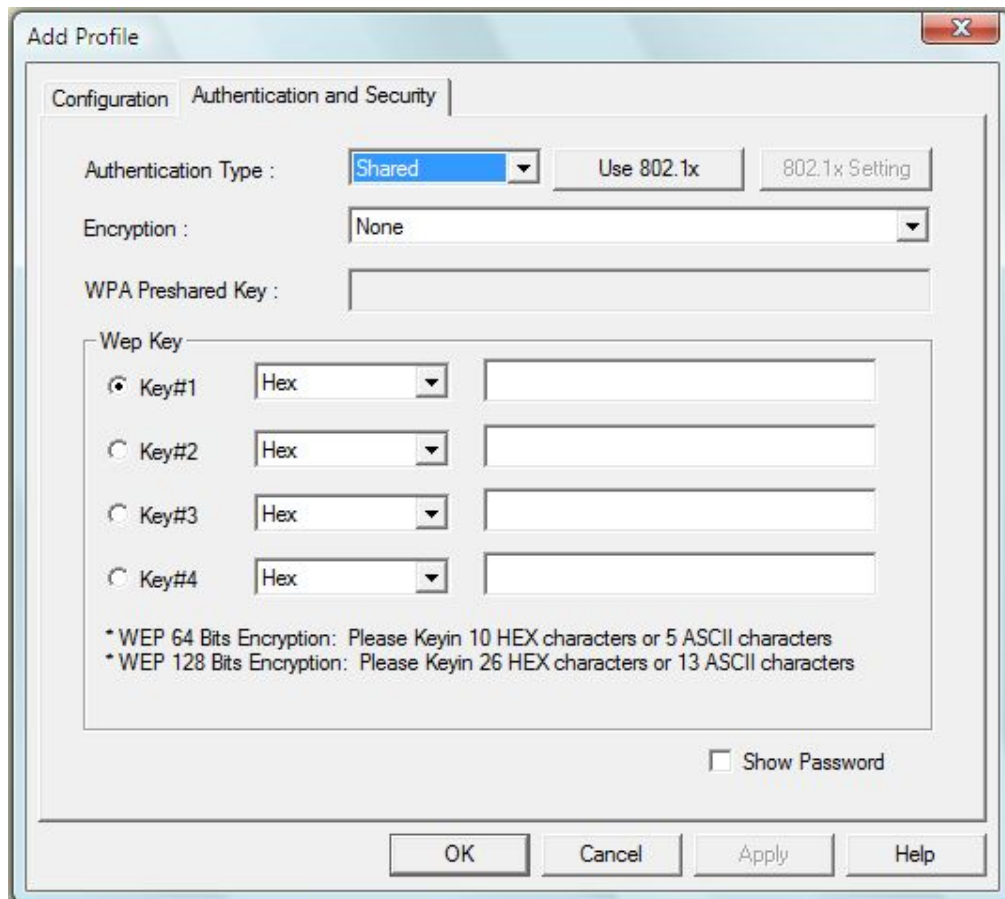 Add Profile
Configuration
Authentication and Security
Authentication Type :
Shared
Use 802.1x
802.1x Setting
Encryption :
None
WPA Preshared Key :
Wep Key
Key#1
Hex
Key#2
Hex
Key#3
Hex
Key#4
Hex
* WEP 64 Bits Encryption:  Please Keyin 10 HEX characters or 5 ASCII characters
* WEP 128 Bits Encryption:  Please Keyin 26 HEX characters or 13 ASCII characters
Show Password
OK
Cancel
Apply
Help